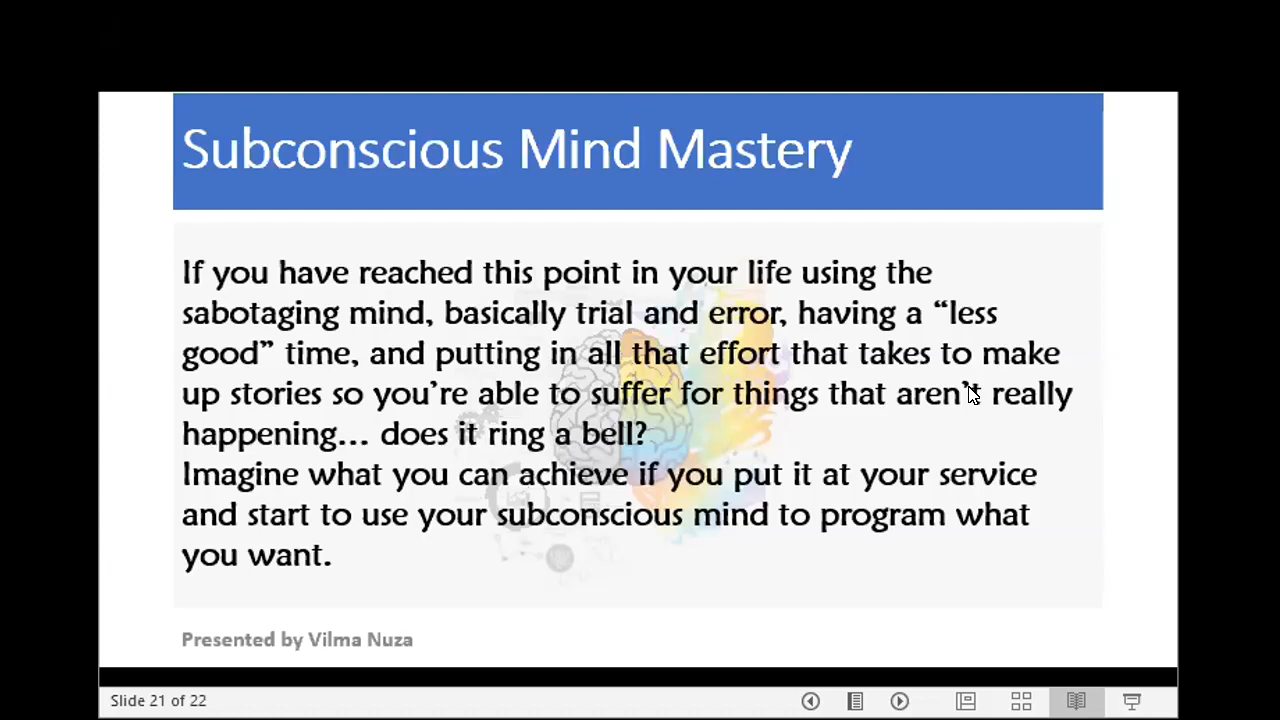 Subconscious Mind Mastery
If you have reached this point in your life using the
sabotaging mind, basically trial and error, having a “less
good” time, and putting in all that effort that takes to make
up stories so you’re able to suffer for things that aren’t really
happening... does it ring a bell?
Imagine what you can achieve if you put it at your service
and start to use your subconscious mind to program what
you want.
Presented by Vilma Nuza
Slide 21 of 22